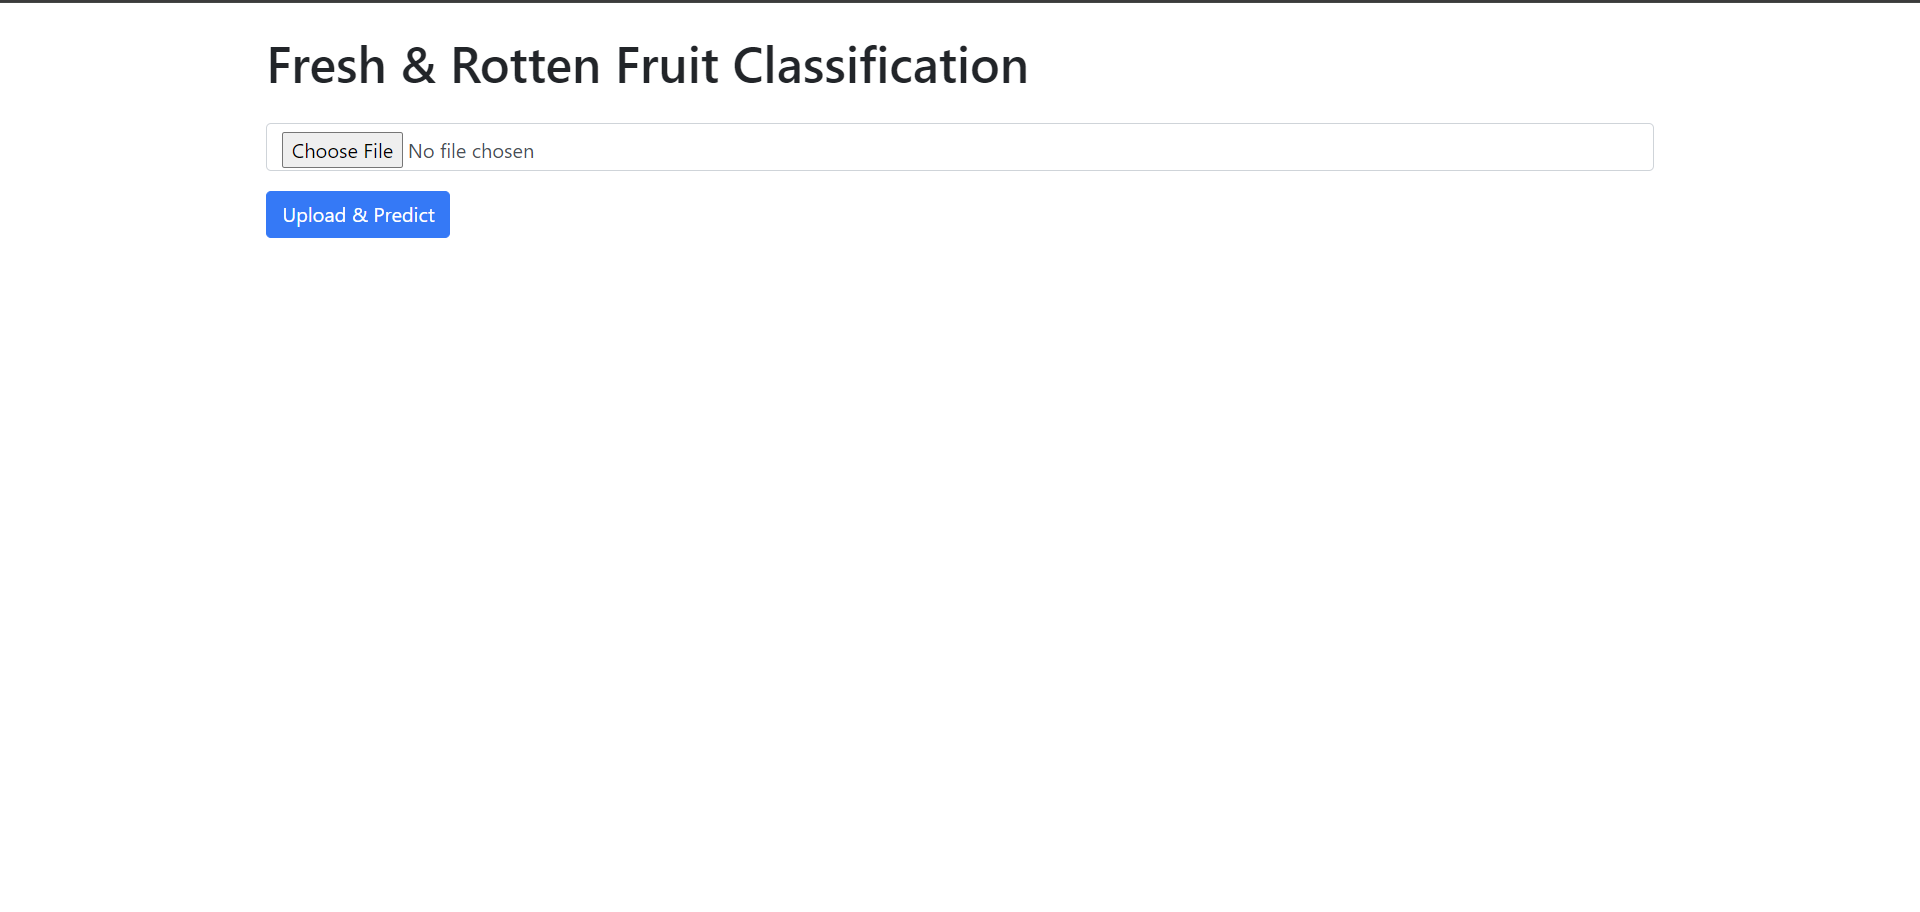 Fresh & Rotten Fruit Classification
Choose File No file chosen
Upload & Predict